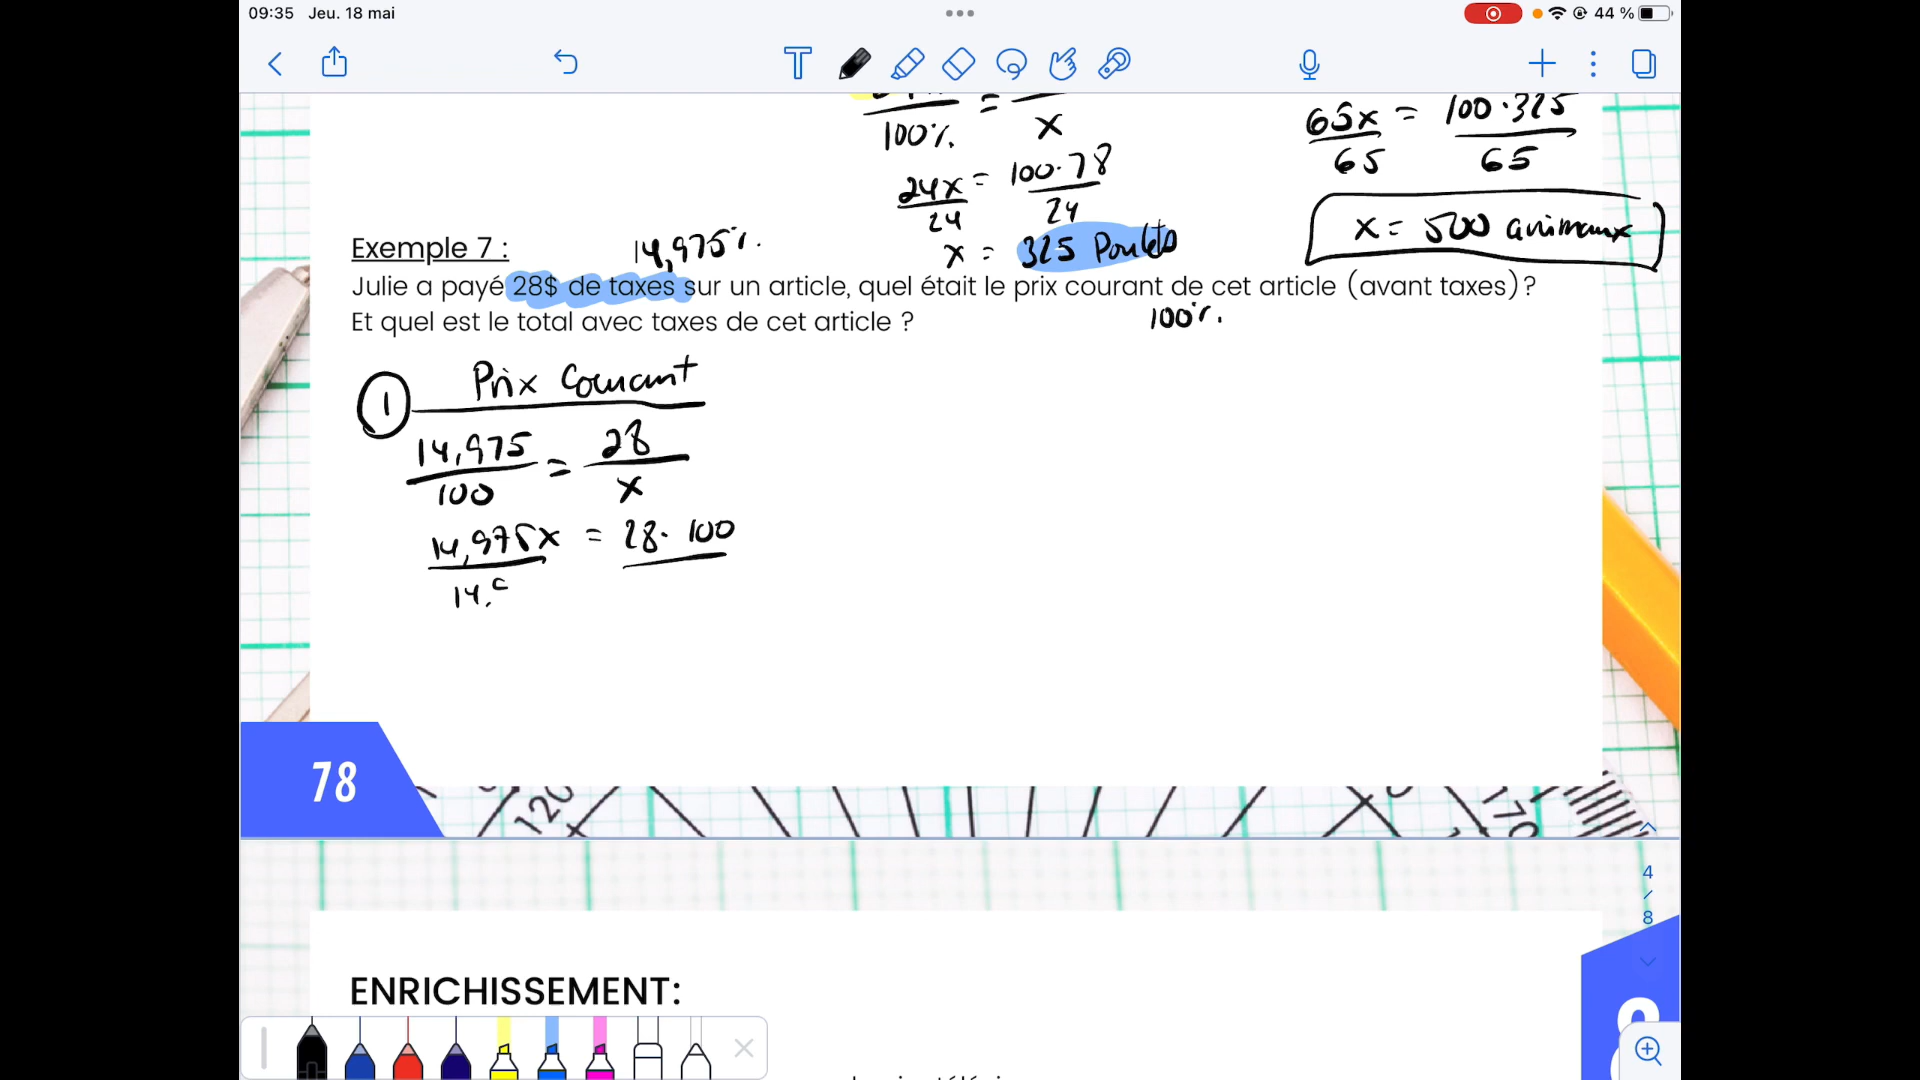 09:35 Jeu. 18 mai
44 %
100%
=
x
24x = 100·78
24 24
x = 325 Poulets
65x = 100·325
65 65
x = 500 animaux
Exemple 7 :
14,975%
Julie a payé 28$ de taxes sur un article, quel était le prix courant de cet article (avant taxes) ?
100%
Et quel est le total avec taxes de cet article ?
1 Prix Courant
14,975 = 28
100 x
14,975x = 28· 100
14,
78
120
170
4
/
8
ENRICHISSEMENT: